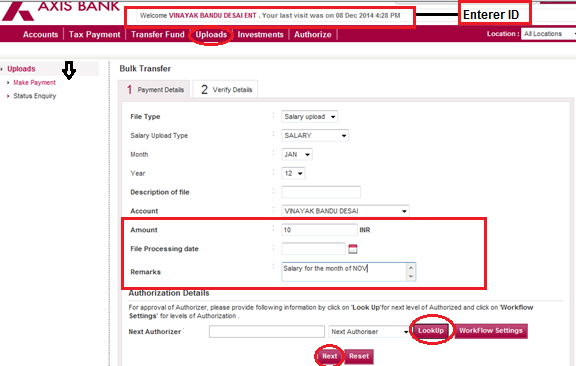 AXIS BANK
Welcome VINAYAK BANDU DESAI ENT . Your last visit was on 08 Dec 2014 4:28 PM
Enterer ID
Accounts | Tax Payment | Transfer Fund | Uploads | Investments | Authorize |
Location : All Locations
Uploads
Make Payment
Status Enquiry
Bulk Transfer
1 Payment Details 2 Verify Details
File Type : Salary upload
Salary Upload Type : SALARY
Month : JAN
Year : 12
Description of file :
Account : VINAYAK BANDU DESAI
Amount : 10 INR
File Processing date :
Remarks : Salary for the month of NOV
Authorization Details
For approval of Authorizer, please provide following information by click on 'Look Up'for next level of Authorized and click on 'Workflow
Settings' for levels of Authorization .
Next Authorizer : Next Authoriser LookUp WorkFlow Settings
Next Reset